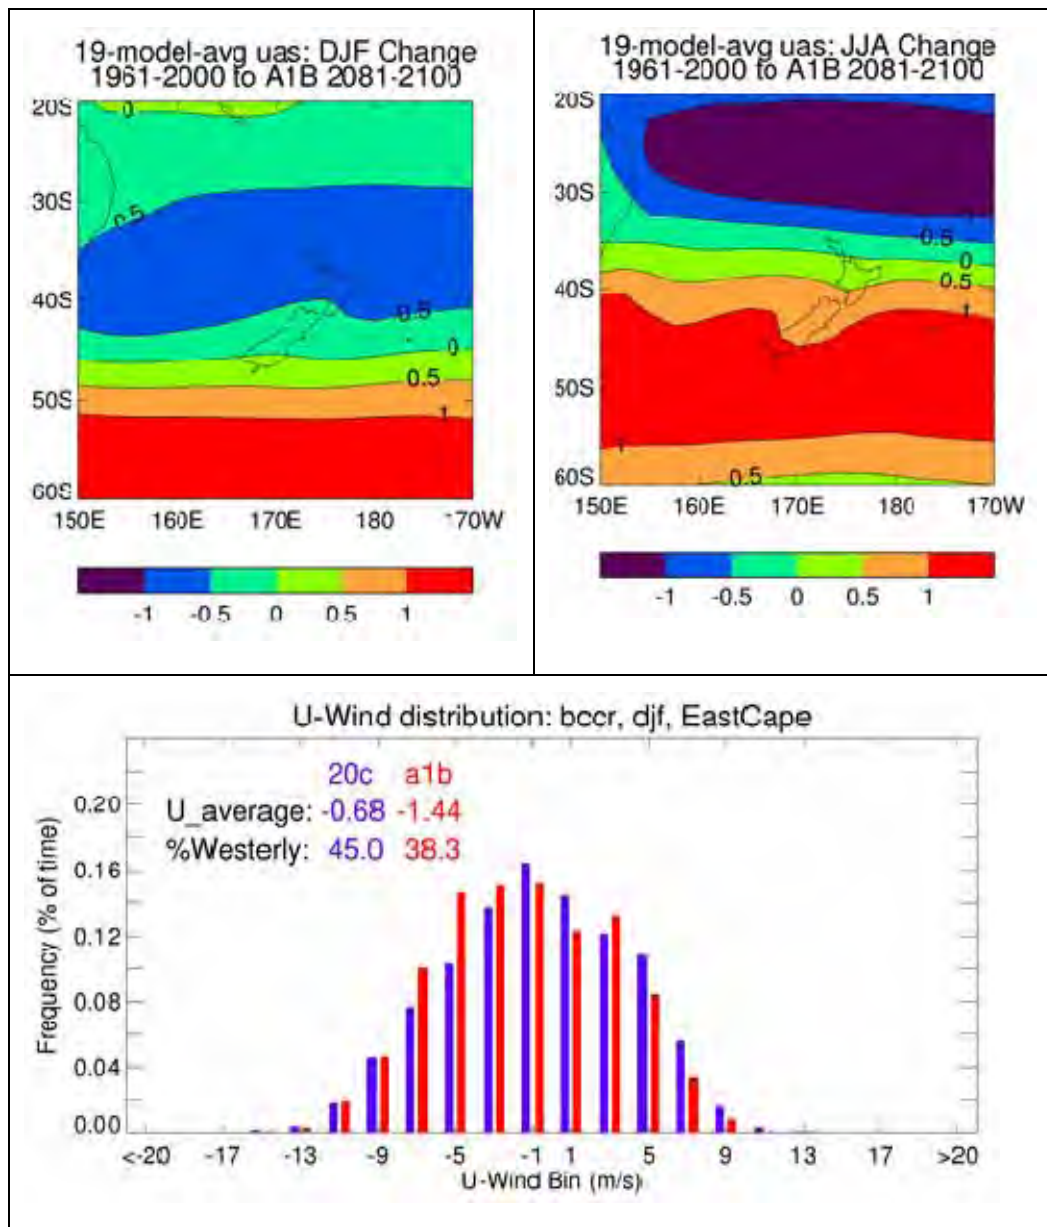 19-model-avg uas: DJF Change
1961-2000 to A1B 2081-2100
20S
30S
40S
50S
60S
0
0.5
0.5
0
0.5
1
150E 160E 170E 180 170W
-1 -0.5 0 0.5 1
19-model-avg uas: JJA Change
1961-2000 to A1B 2081-2100
20S
30S
40S
50S
60S
-0.5
0
0.5
1
1
0.5
150E 160E 170E 180 170W
-1 -0.5 0 0.5 1
U-Wind distribution: bccr, djf, EastCape
20c a1b
U_average: -0.68 -1.44
%Westerly: 45.0 38.3
Frequency (% of time)
0.20
0.16
0.12
0.08
0.04
0.00
<-20 -17 -13 -9 -5 -1 1 5 9 13 17 >20
U-Wind Bin (m/s)